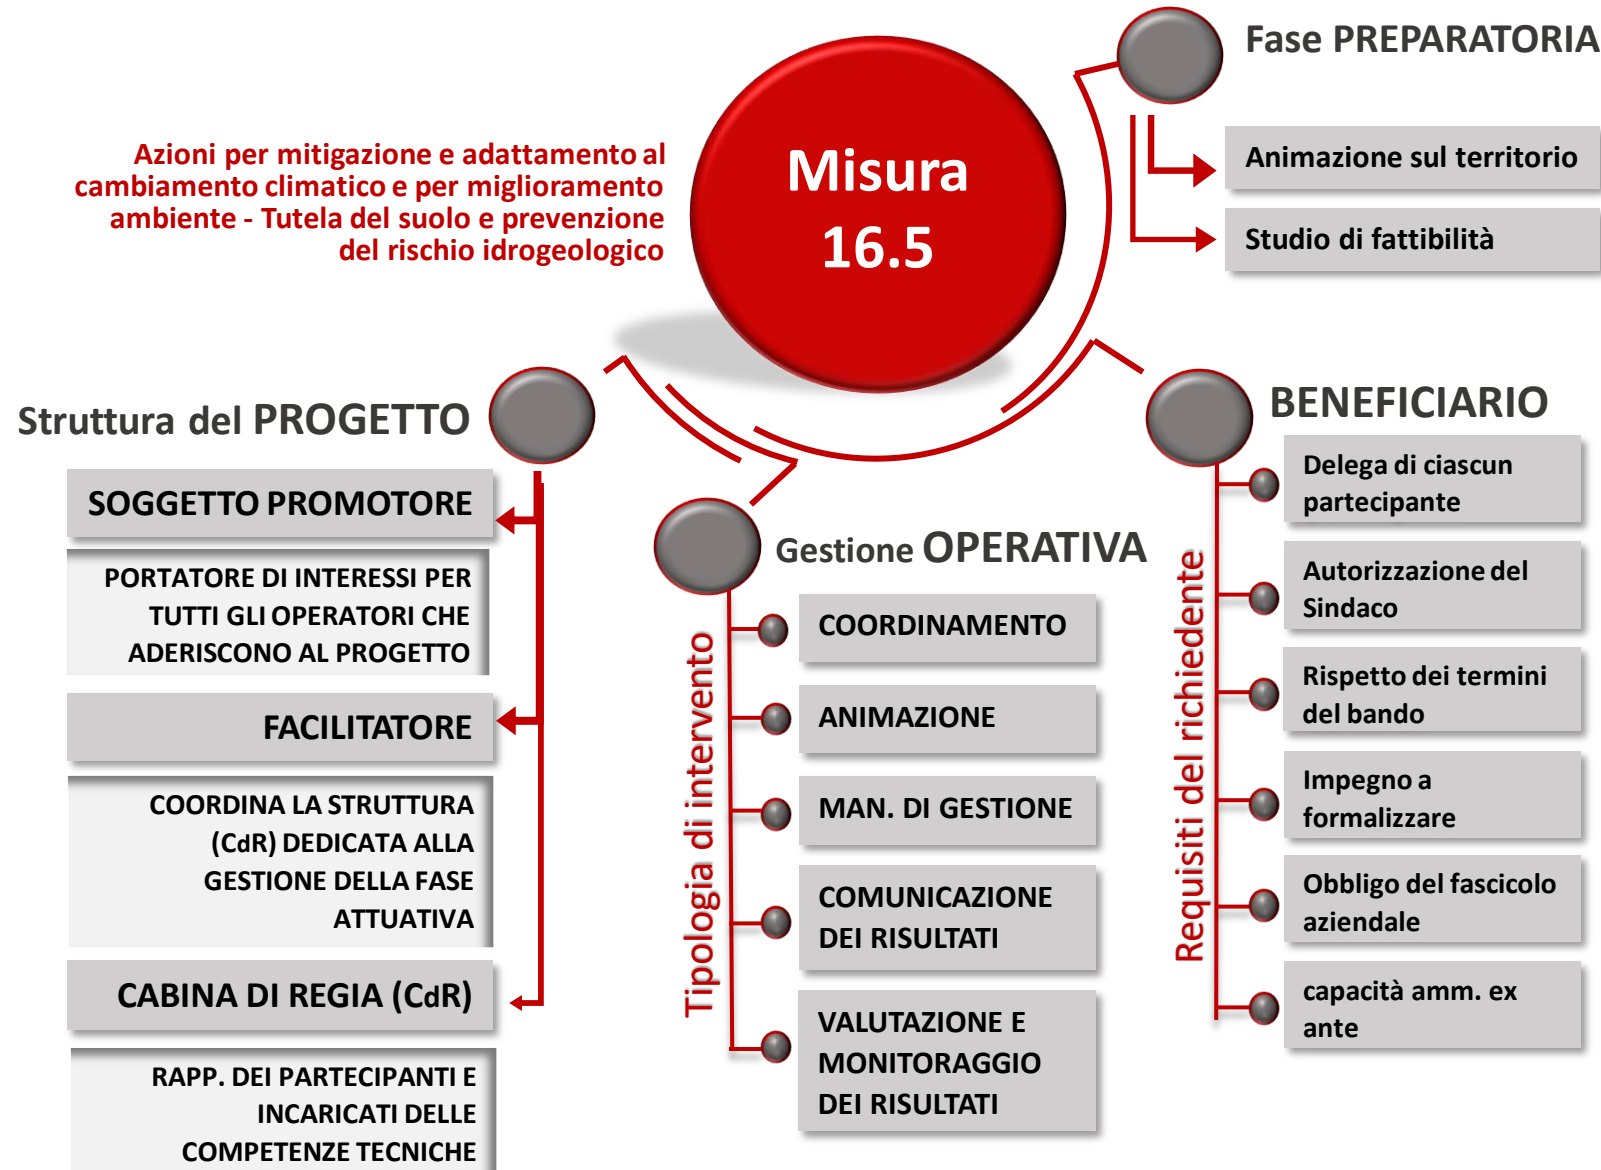 Fase PREPARATORIA
Animazione sul territorio
Studio di fattibilità
Azioni per mitigazione e adattamento al
cambiamento climatico e per miglioramento
ambiente - Tutela del suolo e prevenzione
del rischio idrogeologico
Misura
16.5
Struttura del PROGETTO
SOGGETTO PROMOTORE
PORTATORE DI INTERESSI PER
TUTTI GLI OPERATORI CHE
ADERISCONO AL PROGETTO
FACILITATORE
COORDINA LA STRUTTURA
(CdR) DEDICATA ALLA
GESTIONE DELLA FASE
ATTUATIVA
CABINA DI REGIA (CdR)
RAPP. DEI PARTECIPANTI E
INCARICATI DELLE
COMPETENZE TECNICHE
Gestione OPERATIVA
Tipologia di intervento
COORDINAMENTO
ANIMAZIONE
MAN. DI GESTIONE
COMUNICAZIONE
DEI RISULTATI
VALUTAZIONE E
MONITORAGGIO
DEI RISULTATI
BENEFICIARIO
Requisiti del richiedente
Delega di ciascun
partecipante
Autorizzazione del
Sindaco
Rispetto dei termini
del bando
Impegno a
formalizzare
Obbligo del fascicolo
aziendale
capacità amm. ex
ante